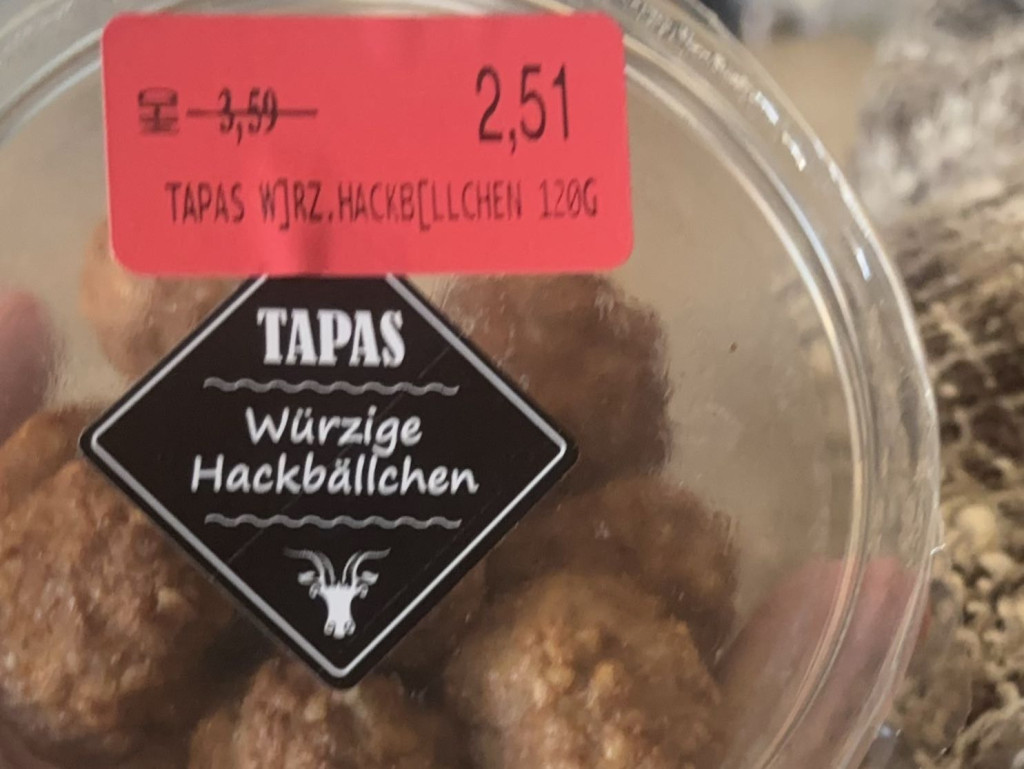 3,59 2,51
TAPAS W]RZ.HACKB[LLCHEN 120G
TAPAS
Würzige
Hackbällchen